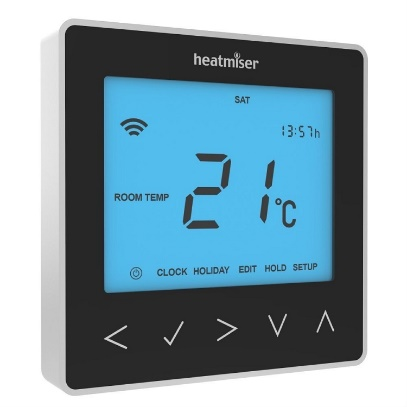 heatmiser
SAT
13:57h
ROOM TEMP
21°C
CLOCK HOLIDAY EDIT HOLD SETUP